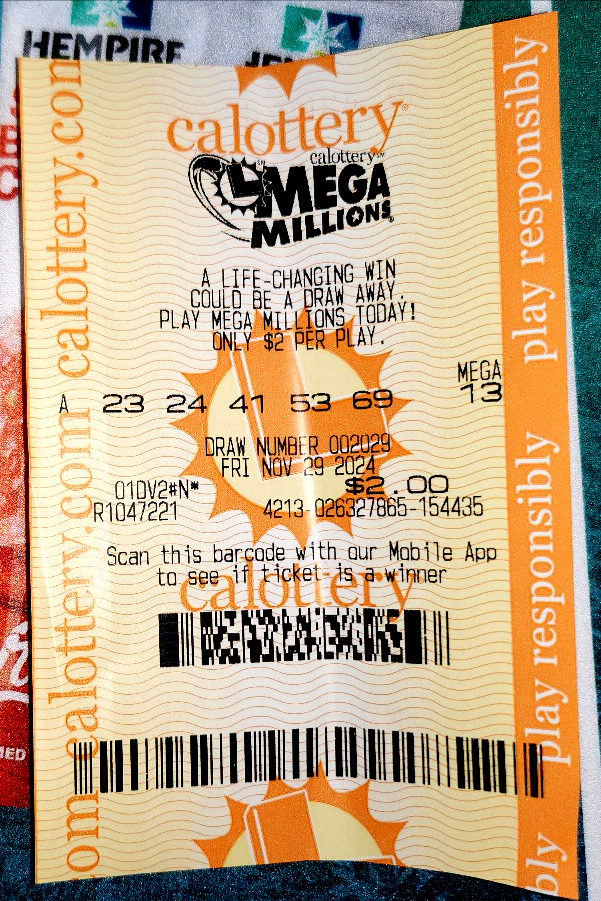 HEMPIRE
calottery.com calottery.com calottery.com
calottery
calottery
MEGA
MILLIONS
A LIFE-CHANGING WIN
COULD BE A DRAW AWAY.
PLAY MEGA MILLIONS TODAY!
ONLY $2 PER PLAY.
MEGA
A 23 24 41 53 69 13
DRAW NUMBER 002029
FRI NOV 29 2024
01DV2#N* $2.00
R1047221 4213-026327865-154435
Scan this barcode with our Mobile App
to see if ticket is a winner
calottery
play responsibly play responsibly